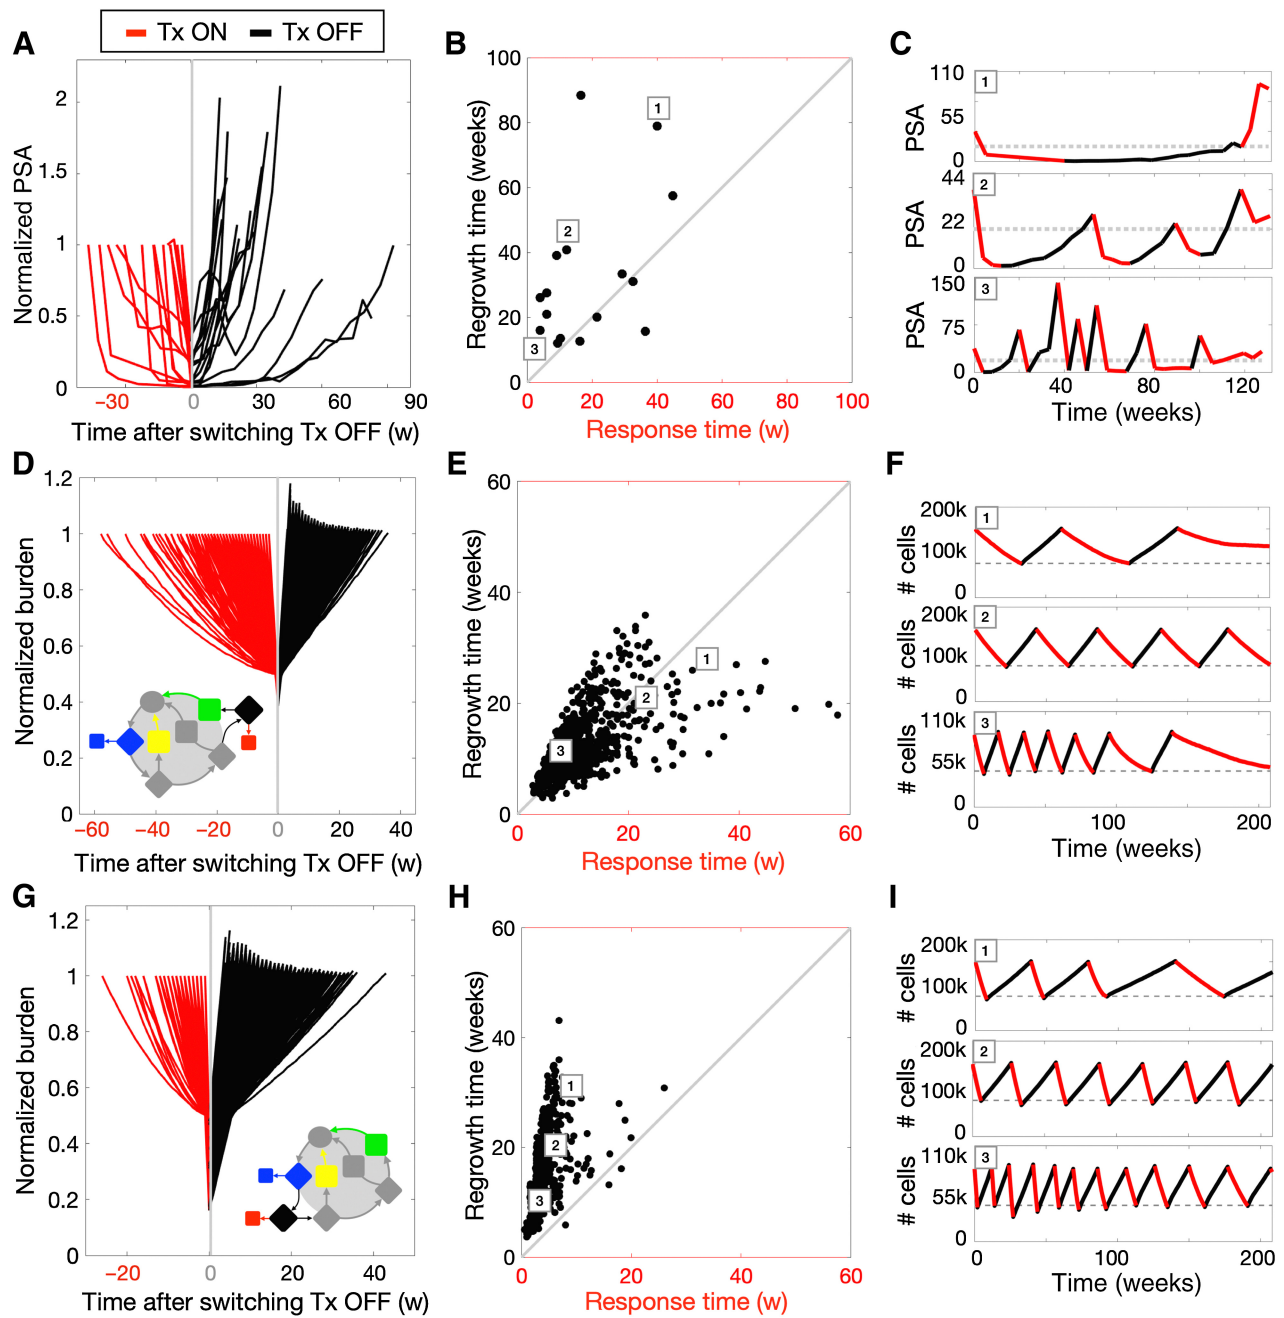 Tx ON Tx OFF
A
Normalized PSA
2
1.5
1
0.5
0
−30 0 30 60 90
Time after switching Tx OFF (w)
B
Regrowth time (weeks)
100
80
60
40
20
0
1
2
3
0 20 40 60 80 100
Response time (w)
C
PSA
110
55
0
1
PSA
44
22
0
2
PSA
150
75
0
3
0 40 80 120
Time (weeks)
D
Normalized burden
1.2
1
0.8
0.6
0.4
0.2
0
−60 −40 −20 0 20 40
Time after switching Tx OFF (w)
E
Regrowth time (weeks)
60
40
20
0
1
2
3
0 20 40 60
Response time (w)
F
# cells
200k
100k
0
1
# cells
200k
100k
0
2
# cells
110k
55k
0
3
0 100 200
Time (weeks)
G
Normalized burden
1.2
1
0.8
0.6
0.4
0.2
0
−20 0 20 40
Time after switching Tx OFF (w)
H
Regrowth time (weeks)
60
40
20
0
1
2
3
0 20 40 60
Response time (w)
I
# cells
200k
100k
0
1
# cells
200k
100k
0
2
# cells
110k
55k
0
3
0 100 200
Time (weeks)